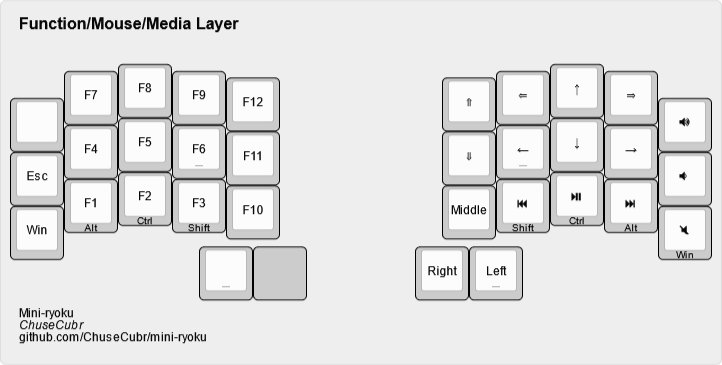 Function/Mouse/Media Layer
F7 F8 F9 F12
⇑ ⇐ ↑ ⇒
Esc F4 F5 F6 F11
⇓ ← ↓ →
Win F1 F2 F3 F10
Alt Ctrl Shift
Middle ⏮ ⏯ ⏭
Shift Ctrl Alt Win
Right Left
Mini-ryoku
ChuseCubr
github.com/ChuseCubr/mini-ryoku